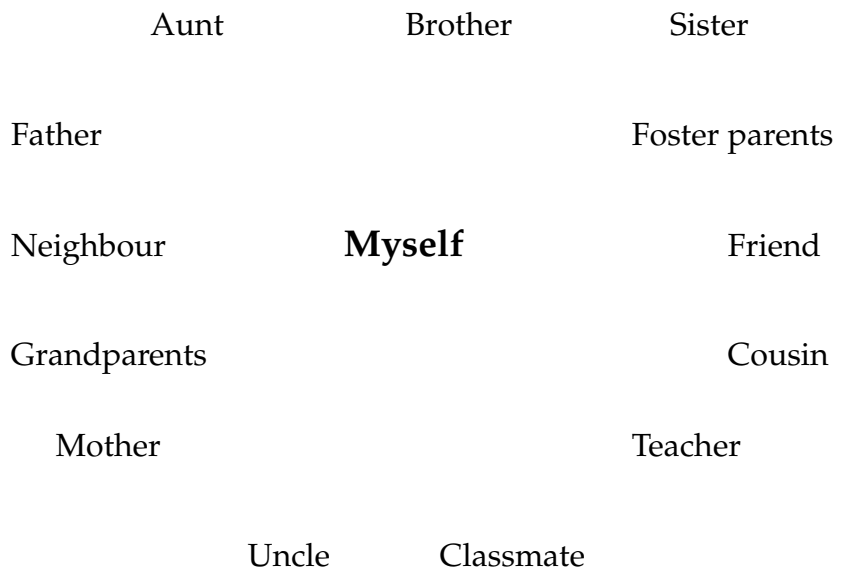 Aunt Brother Sister
Father Foster parents
Neighbour Myself Friend
Grandparents Cousin
Mother Teacher
Uncle Classmate